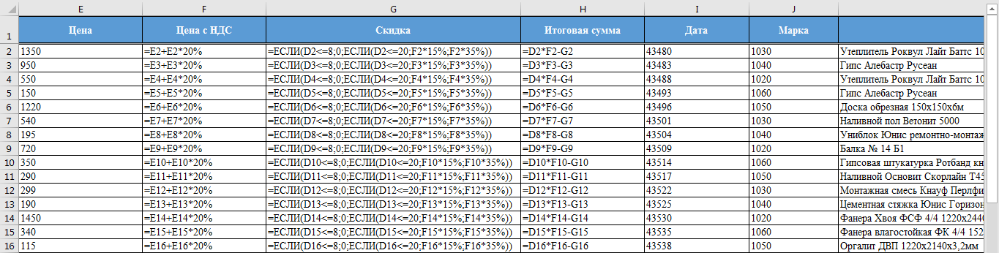 E F G H I J
1 Цена Цена с НДС Скидка Итоговая сумма Дата Марка
2 1350 =E2+E2*20% =ЕСЛИ(D2<=8;0;ЕСЛИ(D2<=20;F2*15%;F2*35%)) =D2*F2-G2 43480 1030 Утеплитель Роквул Лайт Баттс 10
3 950 =E3+E3*20% =ЕСЛИ(D3<=8;0;ЕСЛИ(D3<=20;F3*15%;F3*35%)) =D3*F3-G3 43483 1040 Гипс Алебастр Русеан
4 550 =E4+E4*20% =ЕСЛИ(D4<=8;0;ЕСЛИ(D4<=20;F4*15%;F4*35%)) =D4*F4-G4 43488 1020 Утеплитель Роквул Лайт Баттс 10
5 150 =E5+E5*20% =ЕСЛИ(D5<=8;0;ЕСЛИ(D5<=20;F5*15%;F5*35%)) =D5*F5-G5 43493 1060 Гипс Алебастр Русеан
6 1220 =E6+E6*20% =ЕСЛИ(D6<=8;0;ЕСЛИ(D6<=20;F6*15%;F6*35%)) =D6*F6-G6 43496 1050 Доска обрезная 150х150х6м
7 540 =E7+E7*20% =ЕСЛИ(D7<=8;0;ЕСЛИ(D7<=20;F7*15%;F7*35%)) =D7*F7-G7 43501 1030 Наливной пол Ветонит 5000
8 195 =E8+E8*20% =ЕСЛИ(D8<=8;0;ЕСЛИ(D8<=20;F8*15%;F8*35%)) =D8*F8-G8 43504 1040 Униблок Юнис ремонтно-монтаж
9 720 =E9+E9*20% =ЕСЛИ(D9<=8;0;ЕСЛИ(D9<=20;F9*15%;F9*35%)) =D9*F9-G9 43509 1020 Балка № 14 Б1
10 350 =E10+E10*20% =ЕСЛИ(D10<=8;0;ЕСЛИ(D10<=20;F10*15%;F10*35%)) =D10*F10-G10 43514 1060 Гипсовая штукатурка Ротбанд кн
11 290 =E11+E11*20% =ЕСЛИ(D11<=8;0;ЕСЛИ(D11<=20;F11*15%;F11*35%)) =D11*F11-G11 43517 1050 Наливной Основит Скорлайн Т45
12 299 =E12+E12*20% =ЕСЛИ(D12<=8;0;ЕСЛИ(D12<=20;F12*15%;F12*35%)) =D12*F12-G12 43522 1030 Монтажная смесь Кнауф Перлфи
13 190 =E13+E13*20% =ЕСЛИ(D13<=8;0;ЕСЛИ(D13<=20;F13*15%;F13*35%)) =D13*F13-G13 43525 1040 Цементная стяжка Юнис Горизон
14 1450 =E14+E14*20% =ЕСЛИ(D14<=8;0;ЕСЛИ(D14<=20;F14*15%;F14*35%)) =D14*F14-G14 43530 1020 Фанера Хвоя ФСФ 4/4 1220х2440
15 340 =E15+E15*20% =ЕСЛИ(D15<=8;0;ЕСЛИ(D15<=20;F15*15%;F15*35%)) =D15*F15-G15 43535 1060 Фанера влагостойкая ФК 4/4 152
16 115 =E16+E16*20% =ЕСЛИ(D16<=8;0;ЕСЛИ(D16<=20;F16*15%;F16*35%)) =D16*F16-G16 43538 1050 Оргалит ДВП 1220х2140х3,2мм